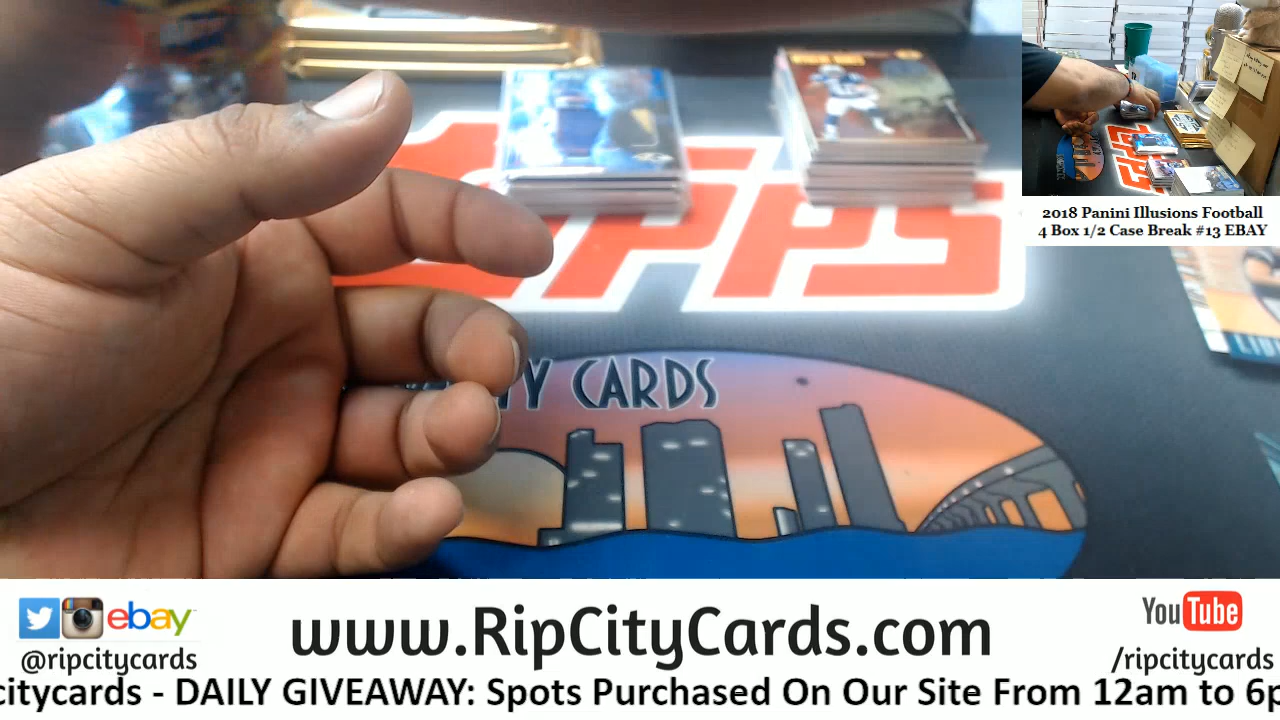 2018 Panini Illusions Football
4 Box 1/2 Case Break #13 EBAY
CARDS
ebay
@ripcitycards
www.RipCityCards.com
YouTube
/ripcitycards
citycards - DAILY GIVEAWAY: Spots Purchased On Our Site From 12am to 6p